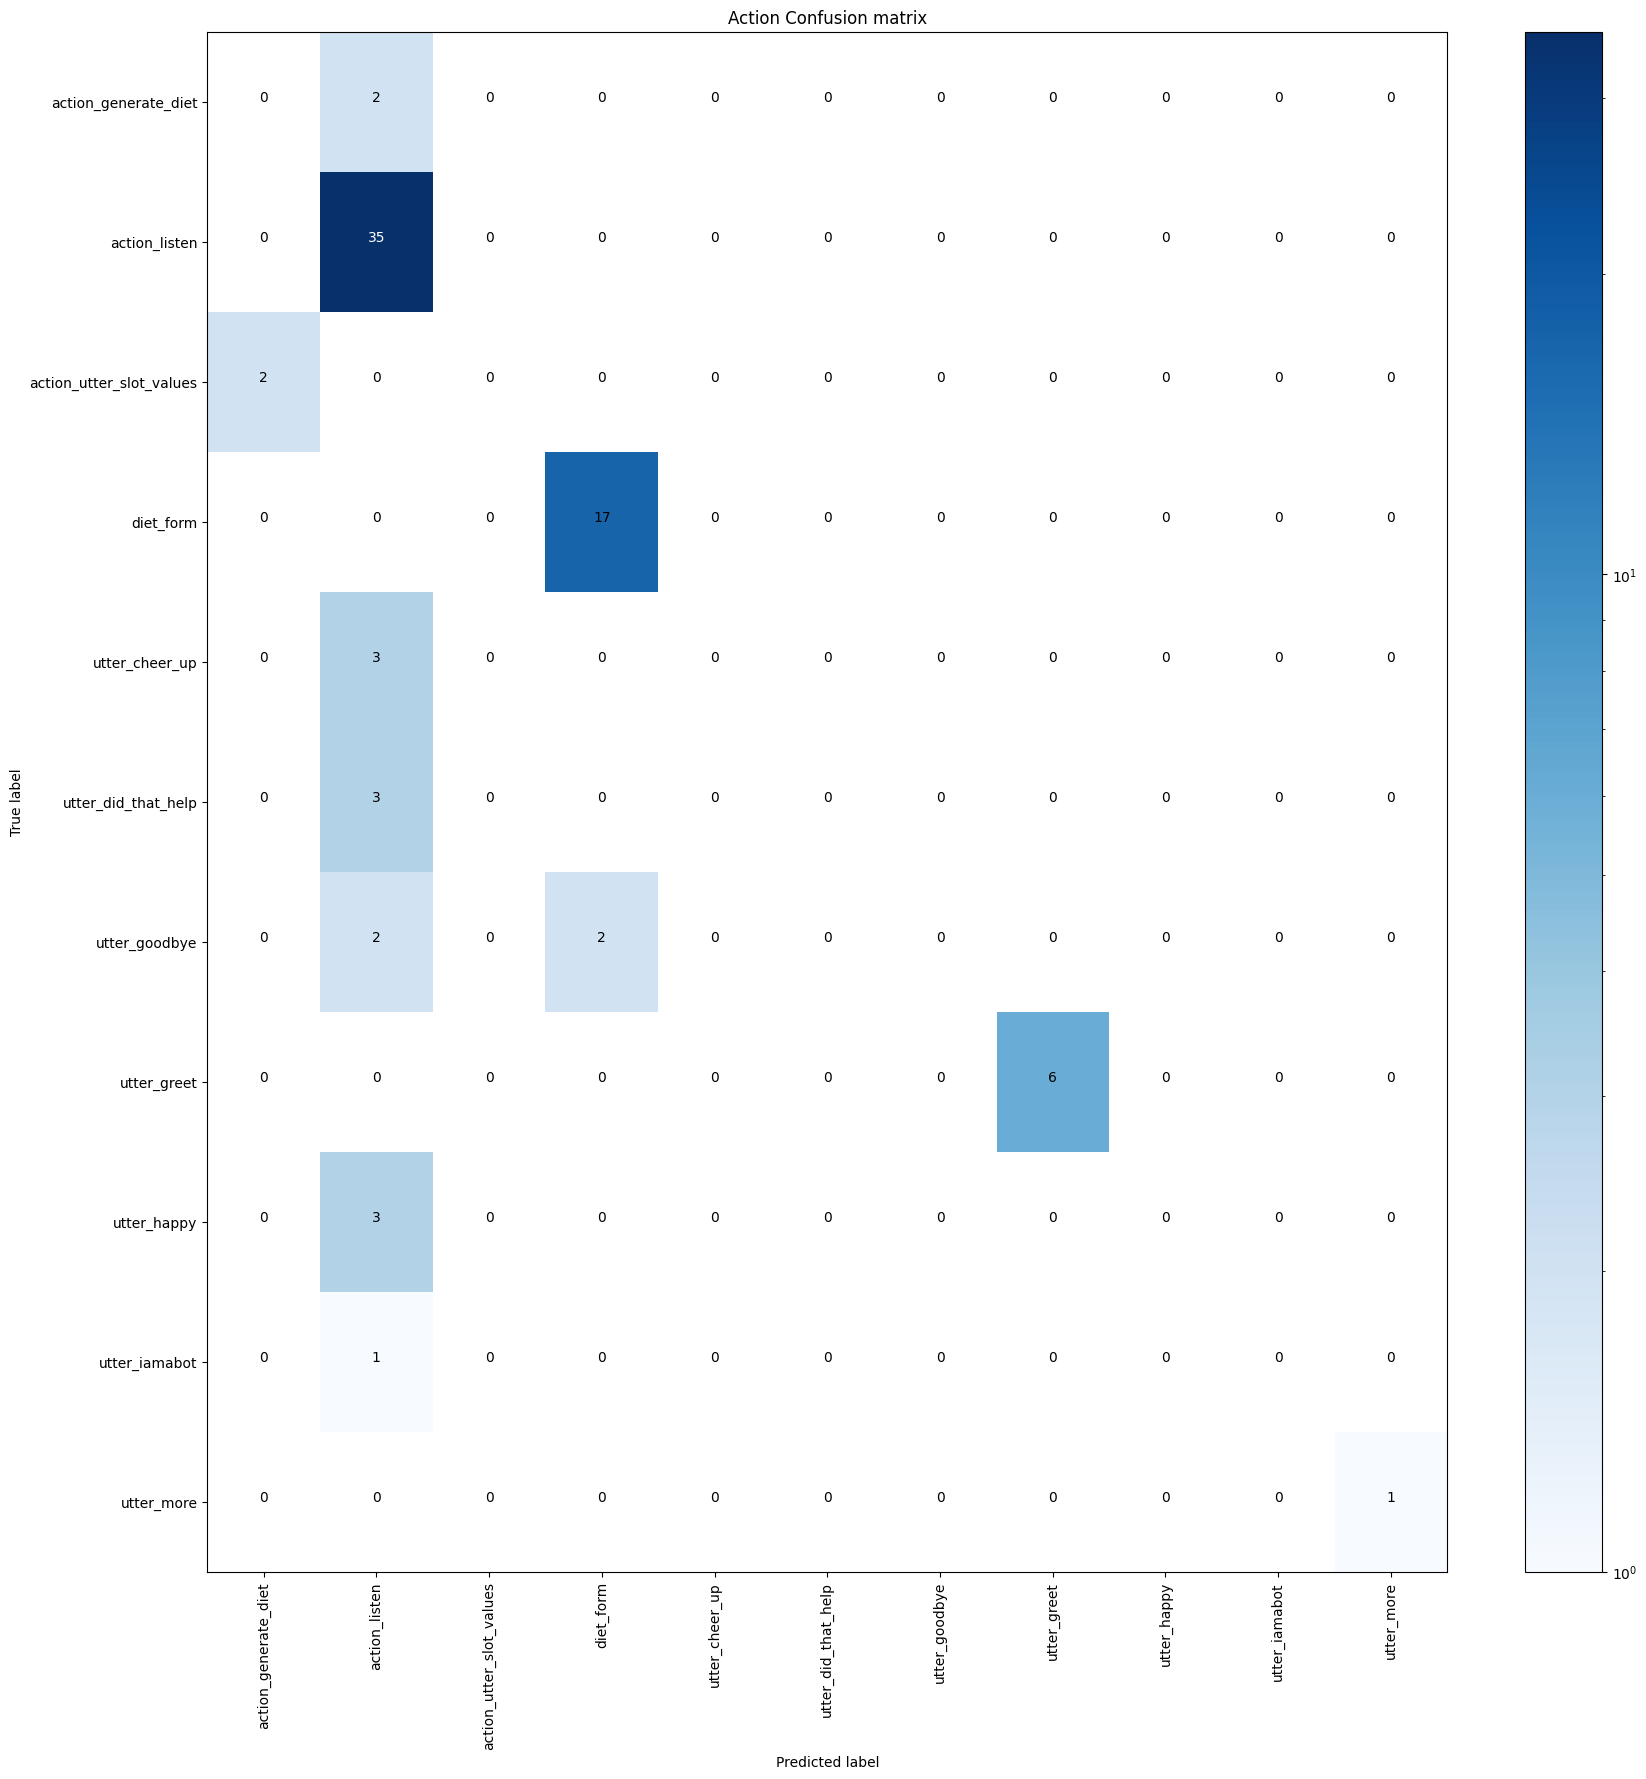 Action Confusion matrix
action_generate_diet 0 2 0 0 0 0 0 0 0 0 0
action_listen 0 35 0 0 0 0 0 0 0 0 0
action_utter_slot_values 2 0 0 0 0 0 0 0 0 0 0
diet_form 0 0 0 17 0 0 0 0 0 0 0
10¹
utter_cheer_up 0 3 0 0 0 0 0 0 0 0 0
True label
utter_did_that_help 0 3 0 0 0 0 0 0 0 0 0
utter_goodbye 0 2 0 2 0 0 0 0 0 0 0
utter_greet 0 0 0 0 0 0 0 6 0 0 0
utter_happy 0 3 0 0 0 0 0 0 0 0 0
utter_iamabot 0 1 0 0 0 0 0 0 0 0 0
utter_more 0 0 0 0 0 0 0 0 0 0 1
10⁰
action_generate_diet
action_listen
action_utter_slot_values
diet_form
utter_cheer_up
utter_did_that_help
utter_goodbye
utter_greet
utter_happy
utter_iamabot
utter_more
Predicted label